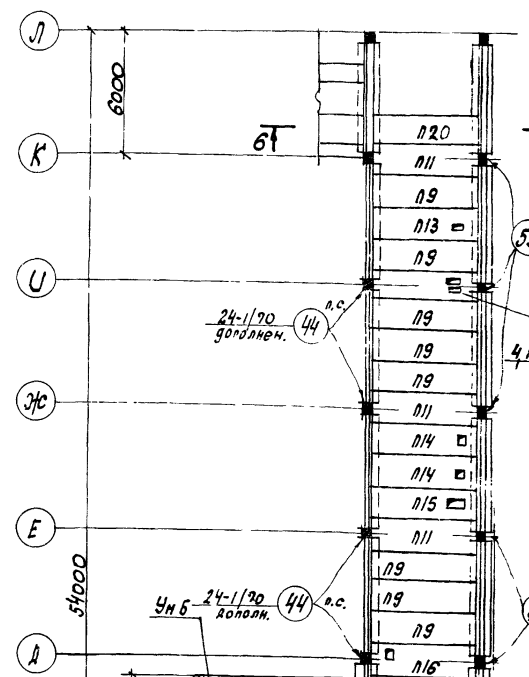 Л
6000
6
П20
К
П11
П9
П13
П9
И
п.с.
24-1/70
дополнен.
44
П9
П9
П9
Ж
П11
П14
П14
П15
Е
П11
П9
54000
Ун Б
24-1/70
дополн.
44
п.с.
П9
П9
Д
П16